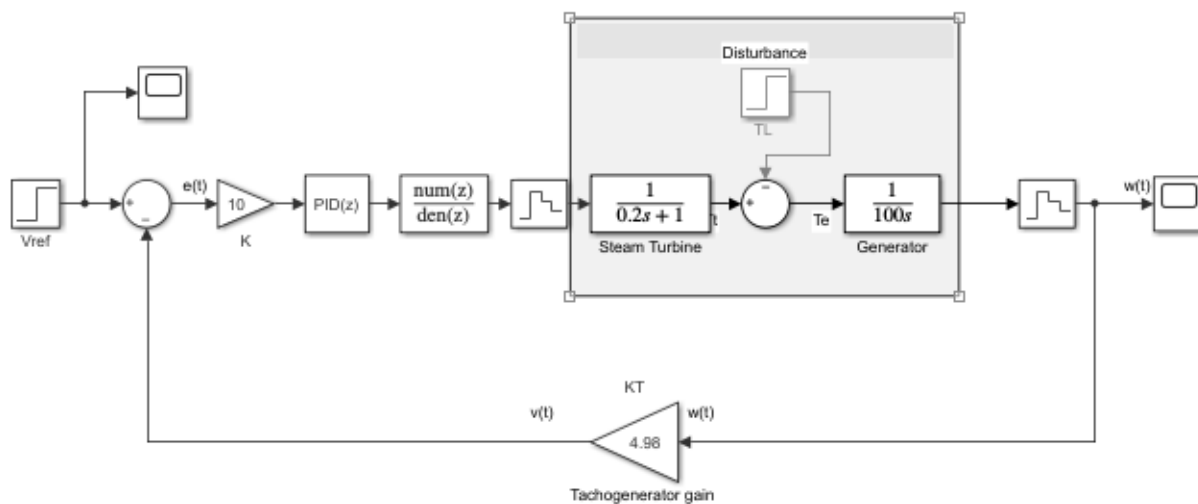 Disturbance
TL
e(t)
w(t)
+
−
10
PID(z)
num(z)
den(z)
1
0.2s + 1
−
+
1
100s
Vref
K
Steam Turbine
t
Te
Generator
KT
v(t)
w(t)
4.98
Tachogenerator gain